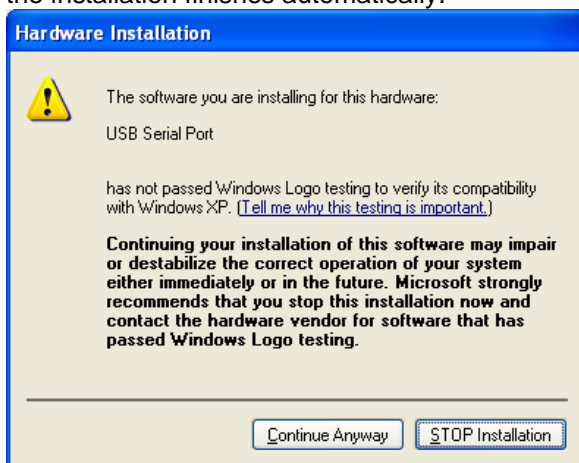 the installation finishes automatically.
Hardware Installation
The software you are installing for this hardware:
USB Serial Port
has not passed Windows Logo testing to verify its compatibility
with Windows XP. (Tell me why this testing is important.)
Continuing your installation of this software may impair
or destabilize the correct operation of your system
either immediately or in the future. Microsoft strongly
recommends that you stop this installation now and
contact the hardware vendor for software that has
passed Windows Logo testing.
Continue Anyway
STOP Installation